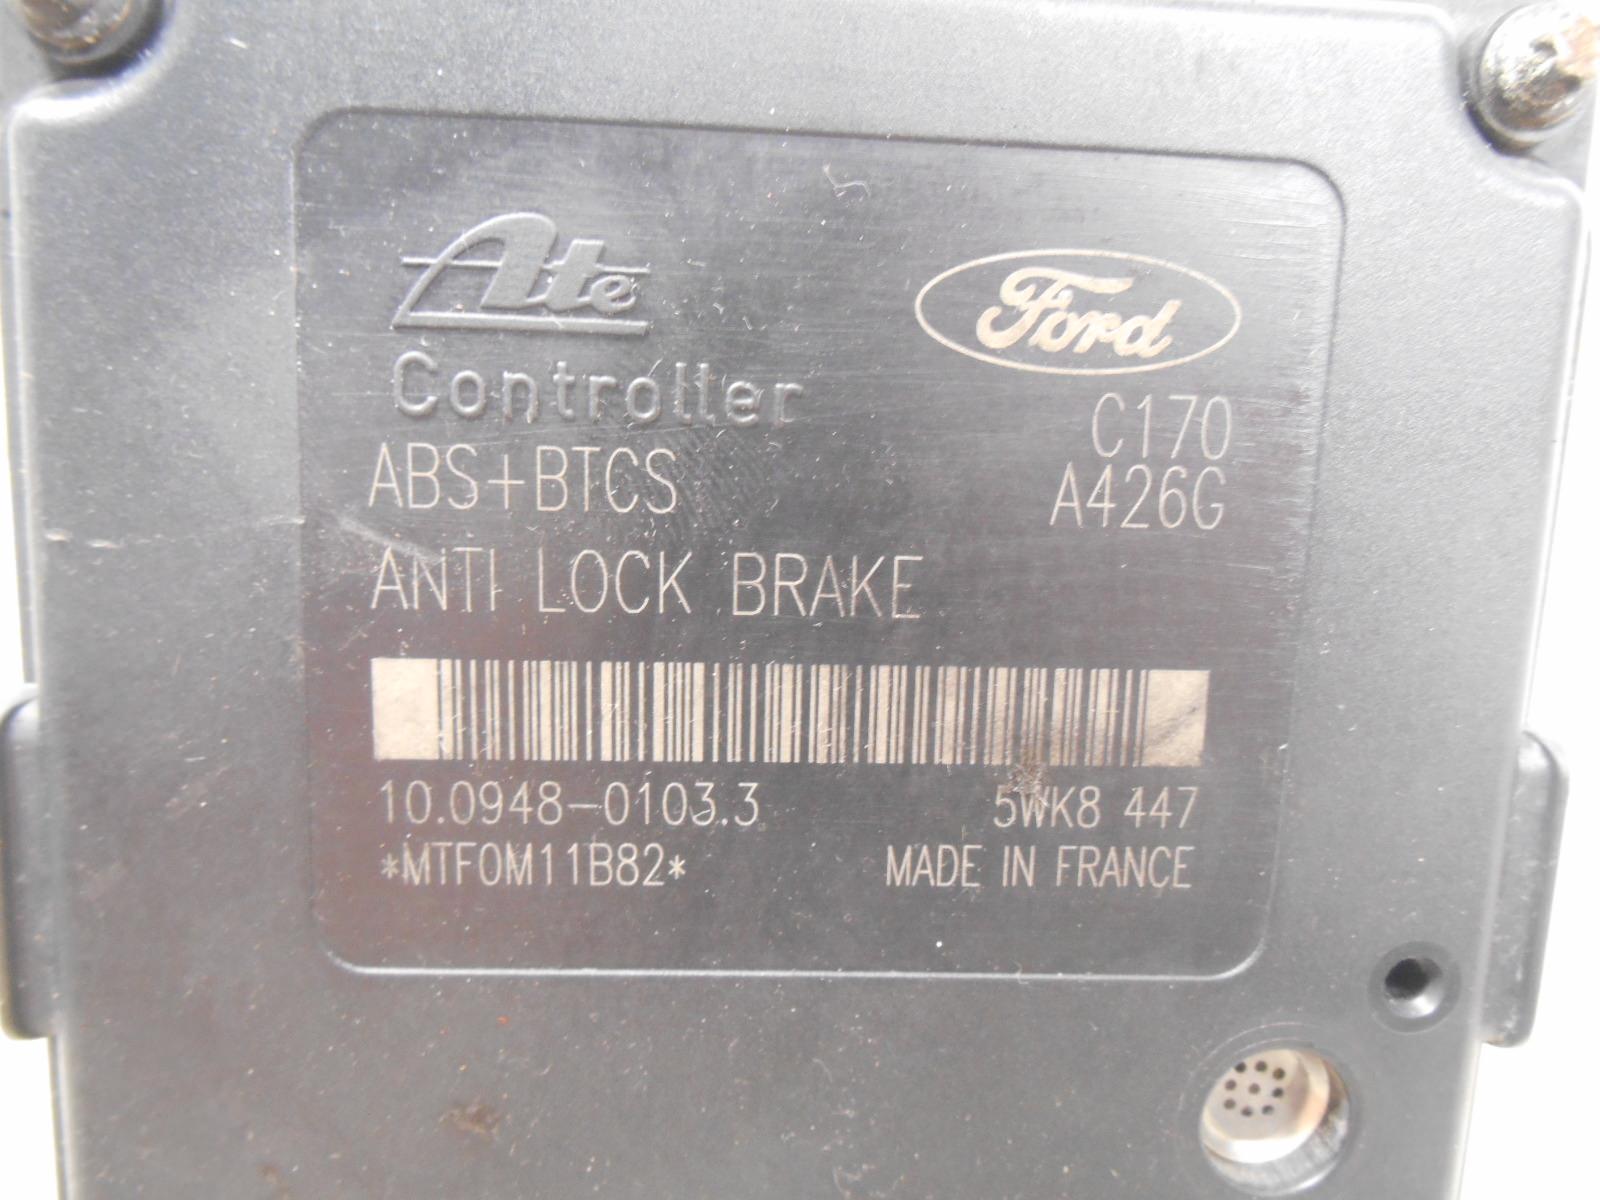 Ate
Ford
Controller
C170
ABS+BTCS
A426G
ANTI LOCK BRAKE
10.0948-0103.3
5WK8 447
*MTF0M11B82*
MADE IN FRANCE